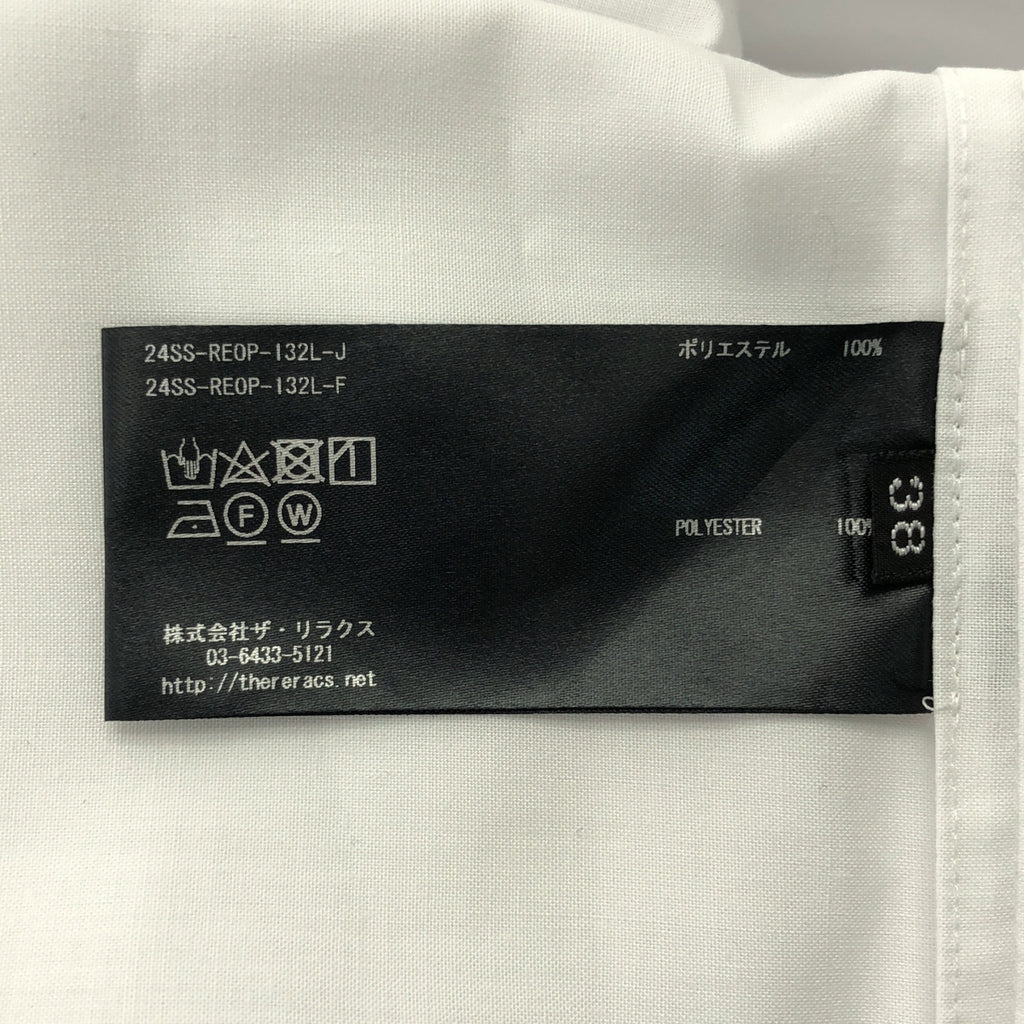 24SS-REOP-132L-J
24SS-REOP-132L-F
ポリエステル 100%
F W
POLYESTER 100%
38
株式会社ザ・リラクス
03-6433-5121
http://thereracs.net